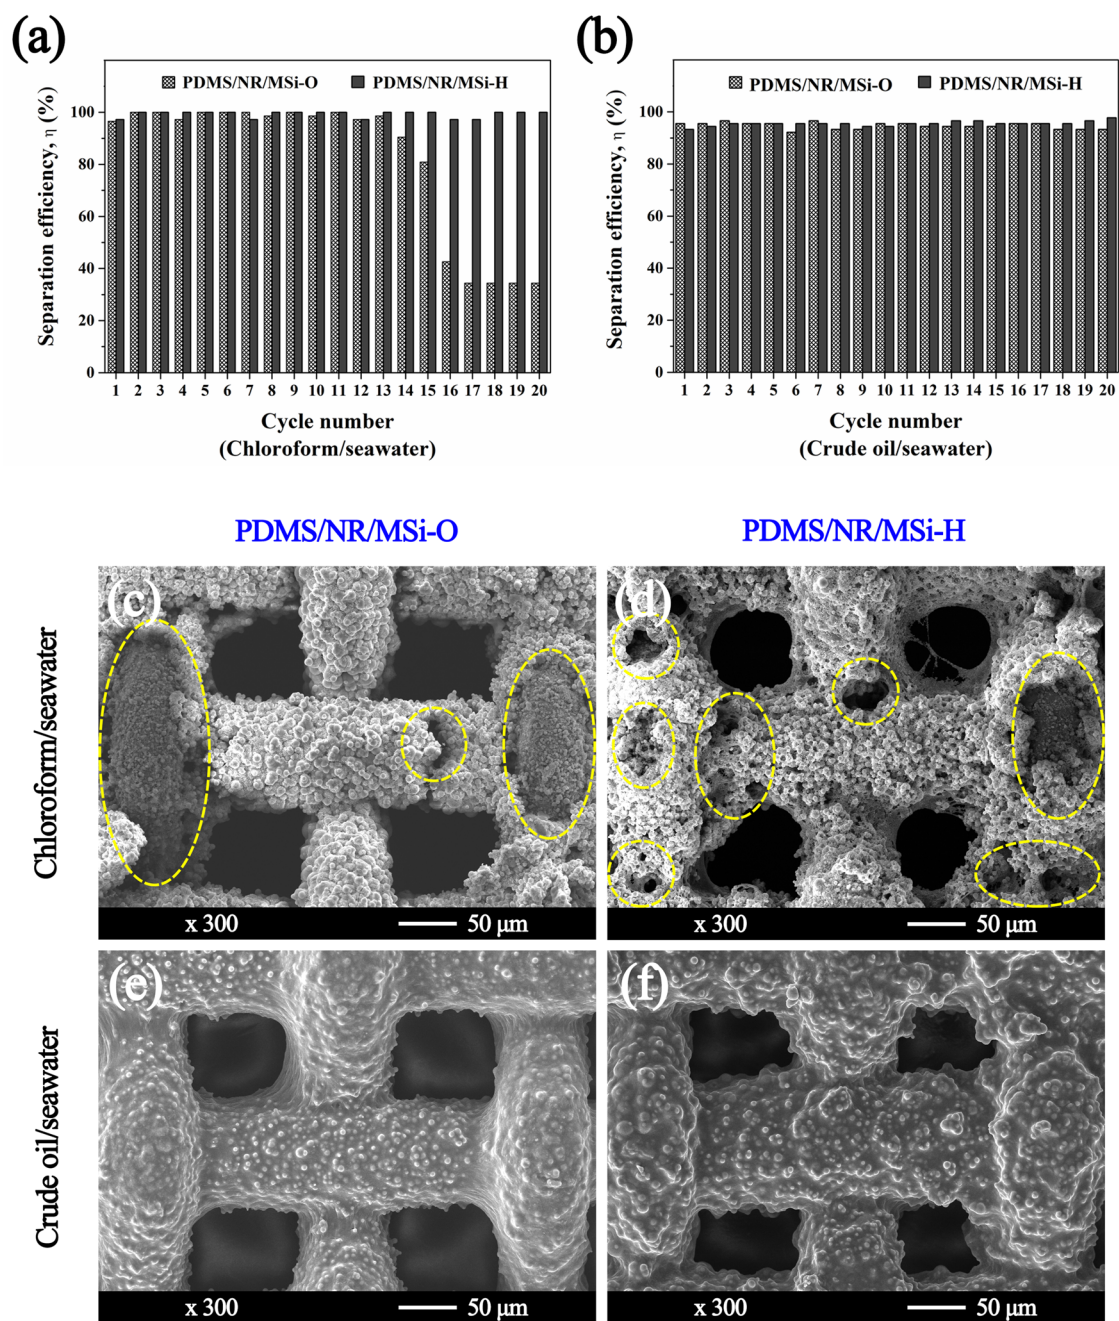 (a)
PDMS/NR/MSi-O PDMS/NR/MSi-H
Separation efficiency, η (%)
100
80
60
40
20
0
1 2 3 4 5 6 7 8 9 10 11 12 13 14 15 16 17 18 19 20
Cycle number
(Chloroform/seawater)
(b)
PDMS/NR/MSi-O PDMS/NR/MSi-H
Separation efficiency, η (%)
100
80
60
40
20
0
1 2 3 4 5 6 7 8 9 10 11 12 13 14 15 16 17 18 19 20
Cycle number
(Crude oil/seawater)
PDMS/NR/MSi-O
PDMS/NR/MSi-H
Chloroform/seawater
(c)
x 300 50 µm
(d)
x 300 50 µm
Crude oil/seawater
(e)
x 300 50 µm
(f)
x 300 50 µm